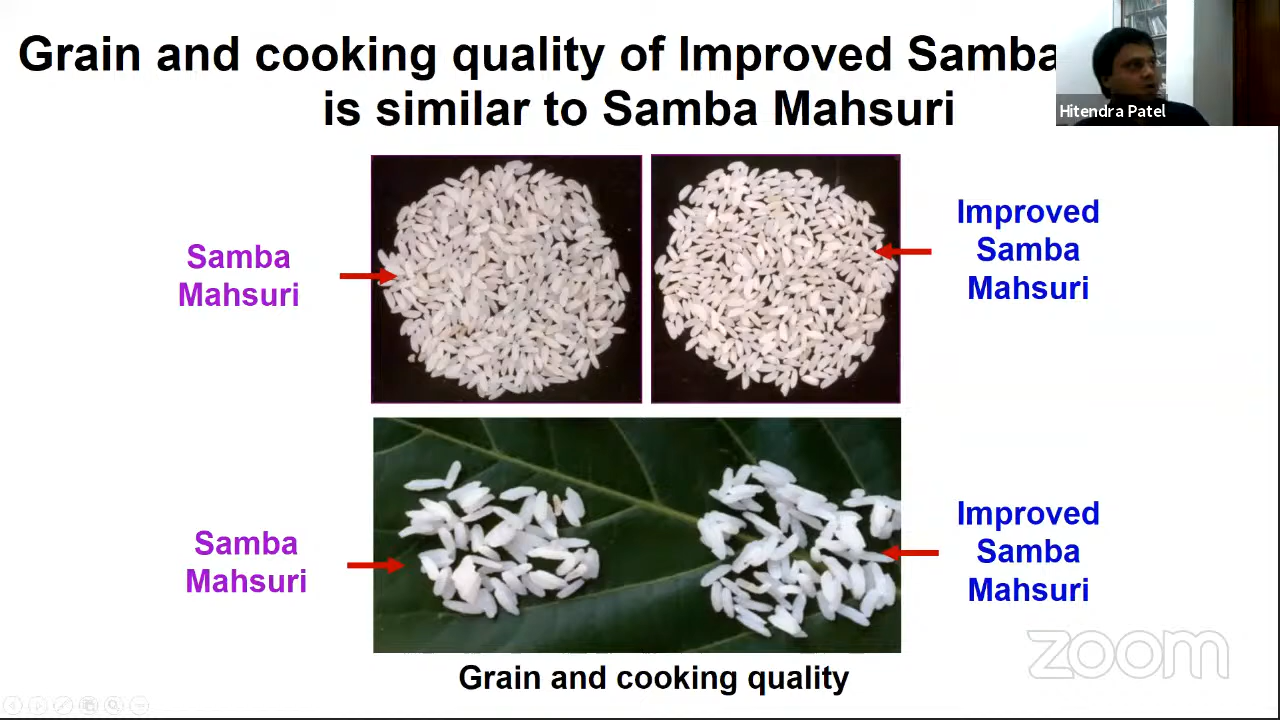 Grain and cooking quality of Improved Samba
is similar to Samba Mahsuri
Hitendra Patel
Samba
Mahsuri
Improved
Samba
Mahsuri
Samba
Mahsuri
Improved
Samba
Mahsuri
Grain and cooking quality
zoom